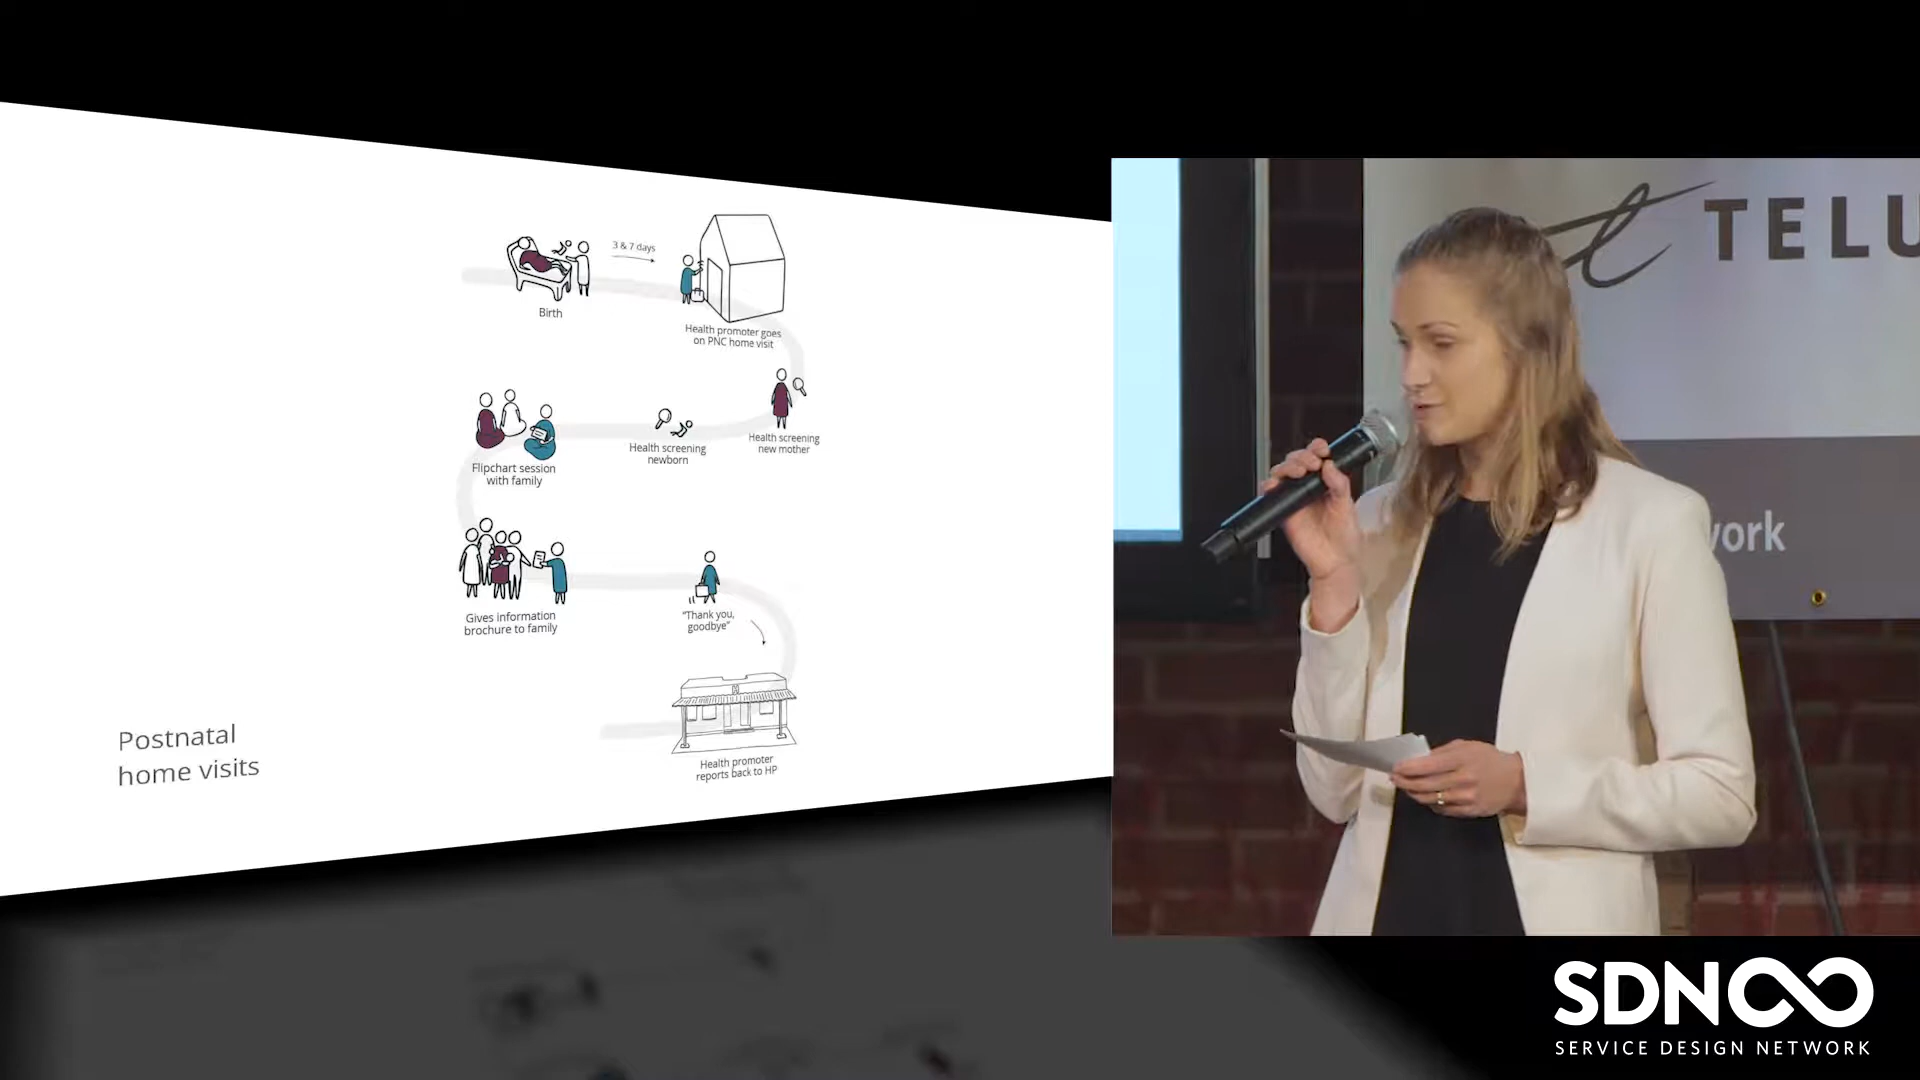 3 & 7 days
Birth
Health promoter goes
on PNC home visit
Health screening
new mother
Health screening
newborn
Flipchart session
with family
Gives information
brochure to family
"Thank you,
goodbye"
H
Health promoter
reports back to HP
Postnatal
home visits
t TELU
work
SDN
SERVICE DESIGN NETWORK